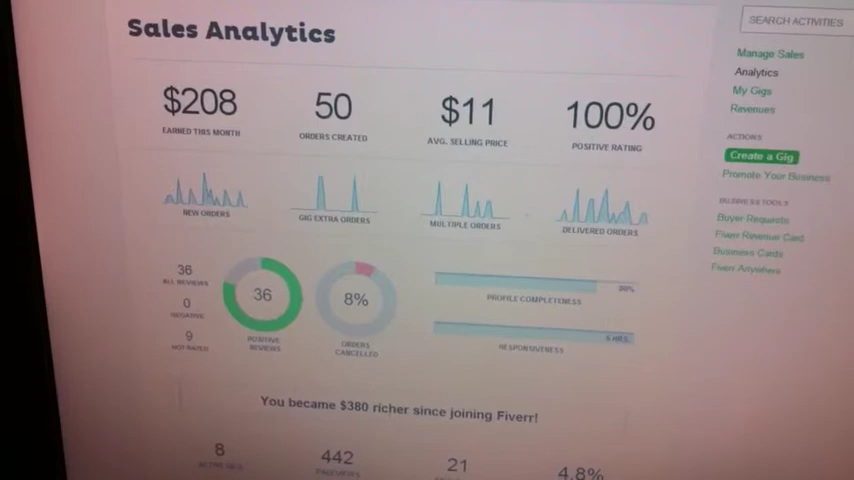 Sales Analytics
$208
EARNED THIS MONTH
50
ORDERS CREATED
$11
AVG. SELLING PRICE
100%
POSITIVE RATING
NEW ORDERS
GIG EXTRA ORDERS
MULTIPLE ORDERS
DELIVERED ORDERS
36
ALL REVIEWS
0
NEGATIVE
9
NOT RATED
36
POSITIVE
REVIEWS
8%
ORDERS
CANCELLED
PROFILE COMPLETENESS
6 HRS.
RESPONSIVENESS
You became $380 richer since joining Fiverr!
8
442
21
4.8%
SEARCH ACTIVITIES
Manage Sales
Analytics
My Gigs
Revenues
ACTIONS
Create a Gig
Promote Your Business
BUSINESS TOOLS
Buyer Requests
Fiverr Revenue Card
Business Cards
Fiverr Anywhere